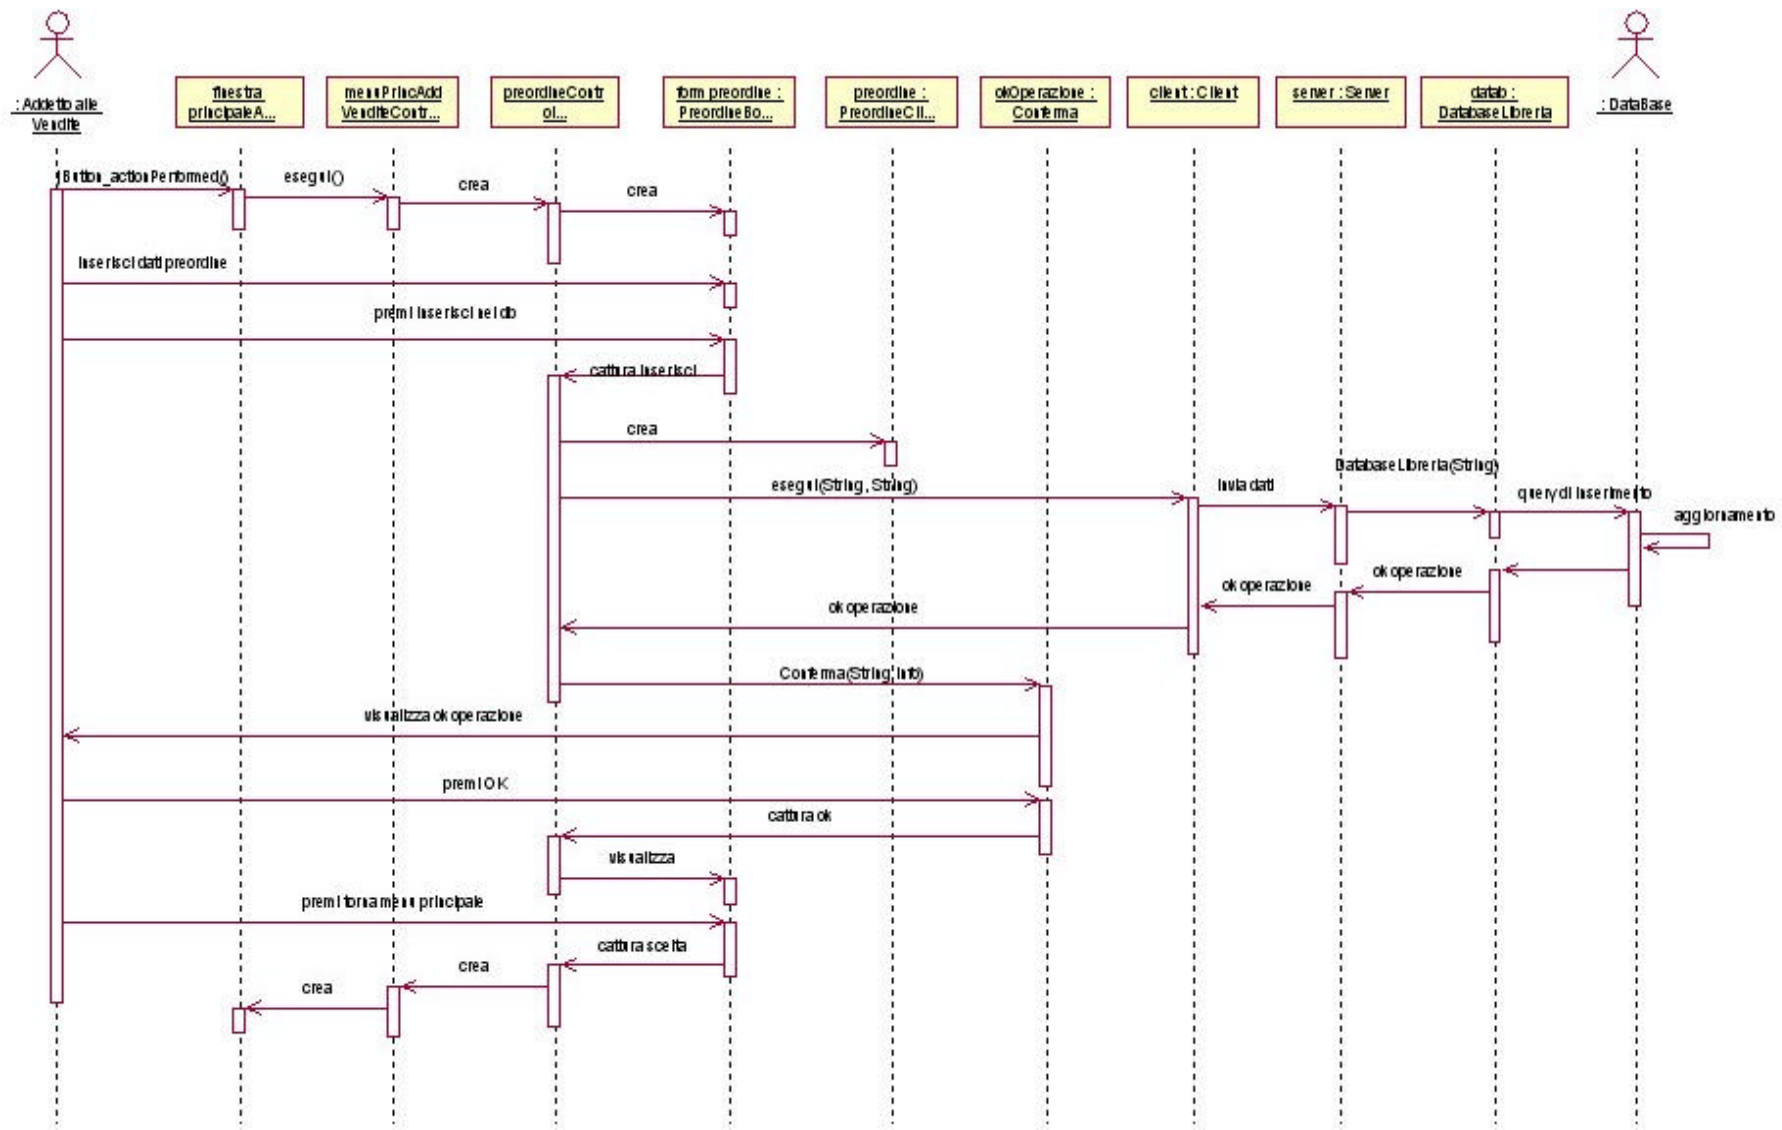 : Addetto alle
Vendite
finestra
principaleA...
menuPrincAdd
VenditeContr...
preordineContr
ol...
form preordine :
PreordineBo...
preordine :
PreordineCli...
okOperazione :
Conferma
client : Client
server : Server
datab :
DatabaseLibreria
: DataBase
jButton_actionPerformed()
esegui()
crea
crea
inserisci dati preordine
premi inserisci nel db
cattura inserisci
crea
esegui(String, String)
invia dati
DatabaseLibreria(String)
query di inserimento
aggiornamento
ok operazione
ok operazione
ok operazione
Conferma(String, info)
visualizza ok operazione
premi OK
cattura ok
visualizza
premi torna menu principale
cattura scelta
crea
crea